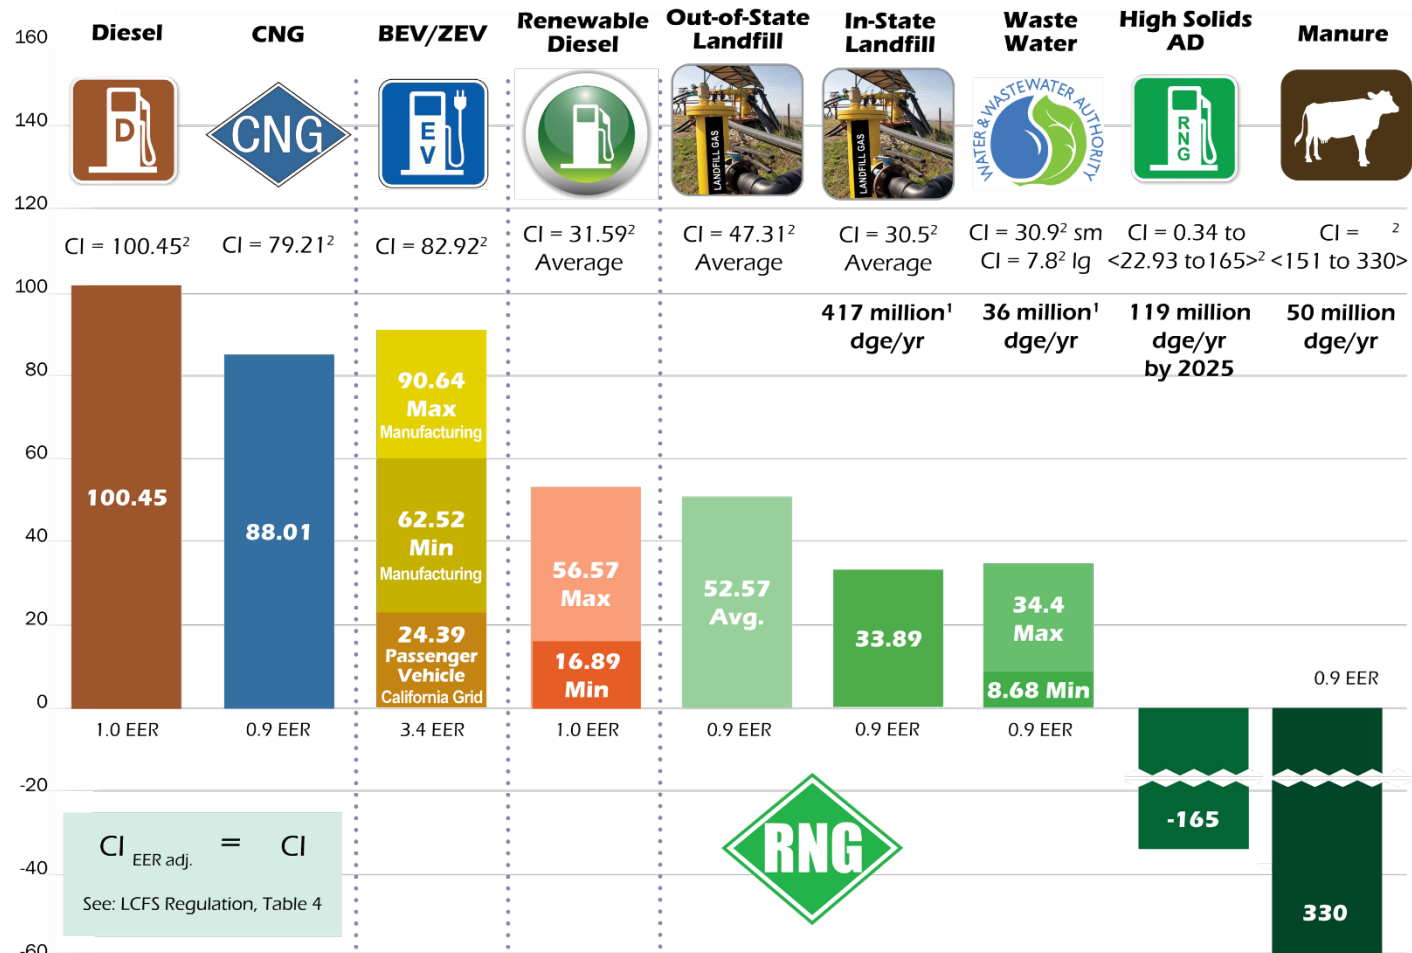 Diesel
CNG
BEV/ZEV
Renewable
Diesel
Out-of-State
Landfill
In-State
Landfill
Waste
Water
High Solids
AD
Manure
160
140
120
100
80
60
40
20
0
-20
-40
-60
D
CNG
E
V
LANDFILL GAS
LANDFILL GAS
WATER & WASTEWATER AUTHORITY
RNG
CI = 100.45²
CI = 79.21²
CI = 82.92²
CI = 31.59²
Average
CI = 47.31²
Average
CI = 30.5²
Average
CI = 30.9² sm
CI = 7.8² lg
CI = 0.34 to
<22.93 to165>²
CI = ²
<151 to 330>
417 million¹
dge/yr
36 million¹
dge/yr
119 million
dge/yr
by 2025
50 million
dge/yr
100.45
88.01
90.64
Max
Manufacturing
62.52
Min
Manufacturing
24.39
Passenger
Vehicle
California Grid
56.57
Max
16.89
Min
52.57
Avg.
33.89
34.4
Max
8.68 Min
-165
330
1.0 EER
0.9 EER
3.4 EER
1.0 EER
0.9 EER
0.9 EER
0.9 EER
0.9 EER
CI EER adj. = CI
See: LCFS Regulation, Table 4
RNG